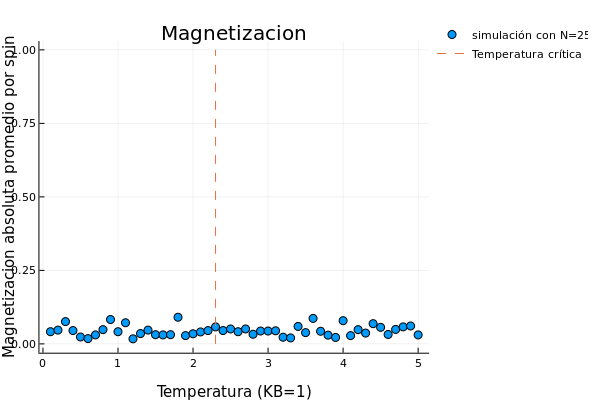 Magnetizacion
simulación con N=25
Temperatura crítica
Magnetizacion absoluta promedio por spin
1.00
0.75
0.50
0.25
0.00
0 1 2 3 4 5
Temperatura (KB=1)